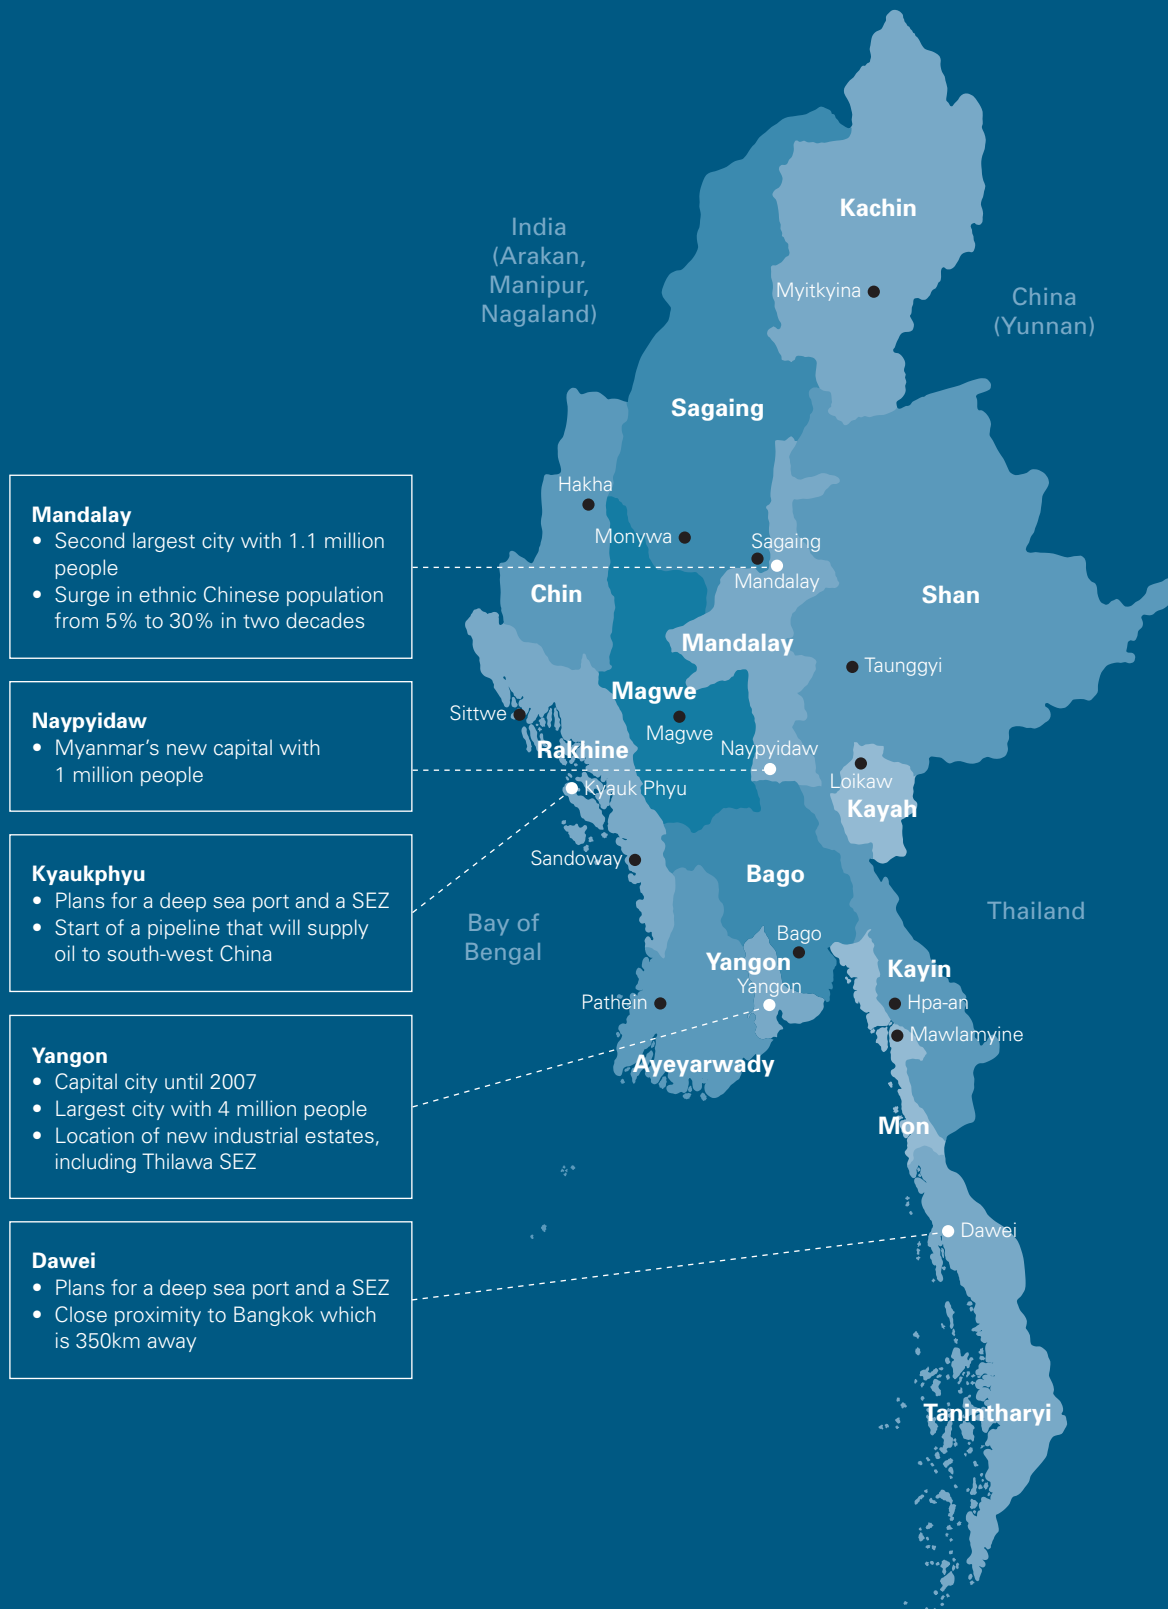 Kachin
India
(Arakan,
Manipur,
Nagaland)
Myitkyina
China
(Yunnan)
Sagaing
Hakha
Monywa
Sagaing
Mandalay
Chin
Shan
Mandalay
Taunggyi
Magwe
Sittwe
Magwe
Rakhine
Naypyidaw
Loikaw
Kyauk Phyu
Kayah
Sandoway
Bago
Bay of
Bengal
Thailand
Bago
Yangon
Kayin
Yangon
Pathein
Hpa-an
Mawlamyine
Ayeyarwady
Mon
Dawei
Tanintharyi
Mandalay
• Second largest city with 1.1 million
people
• Surge in ethnic Chinese population
from 5% to 30% in two decades
Naypyidaw
• Myanmar's new capital with
1 million people
Kyaukphyu
• Plans for a deep sea port and a SEZ
• Start of a pipeline that will supply
oil to south-west China
Yangon
• Capital city until 2007
• Largest city with 4 million people
• Location of new industrial estates,
including Thilawa SEZ
Dawei
• Plans for a deep sea port and a SEZ
• Close proximity to Bangkok which
is 350km away